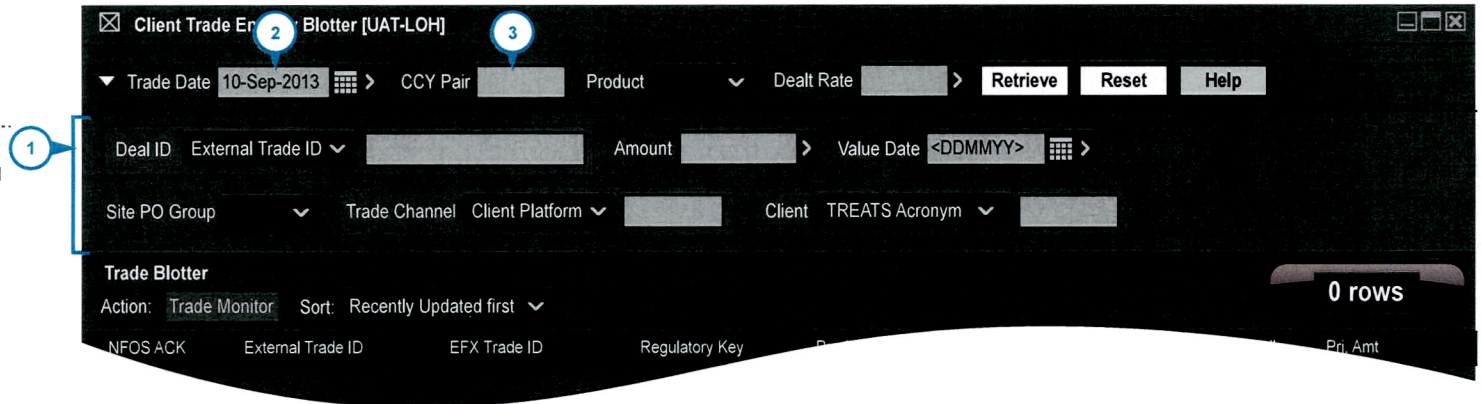 Client Trade En Blotter [UAT-LOH]
2
3
Trade Date 10-Sep-2013 CCY Pair Product Dealt Rate Retrieve Reset Help
1
Deal ID External Trade ID Amount Value Date <DDMMYY>
Site PO Group Trade Channel Client Platform Client TREATS Acronym
Trade Blotter
0 rows
Action: Trade Monitor Sort: Recently Updated first
NFOS ACK External Trade ID EFX Trade ID Regulatory Key Pri. Amt